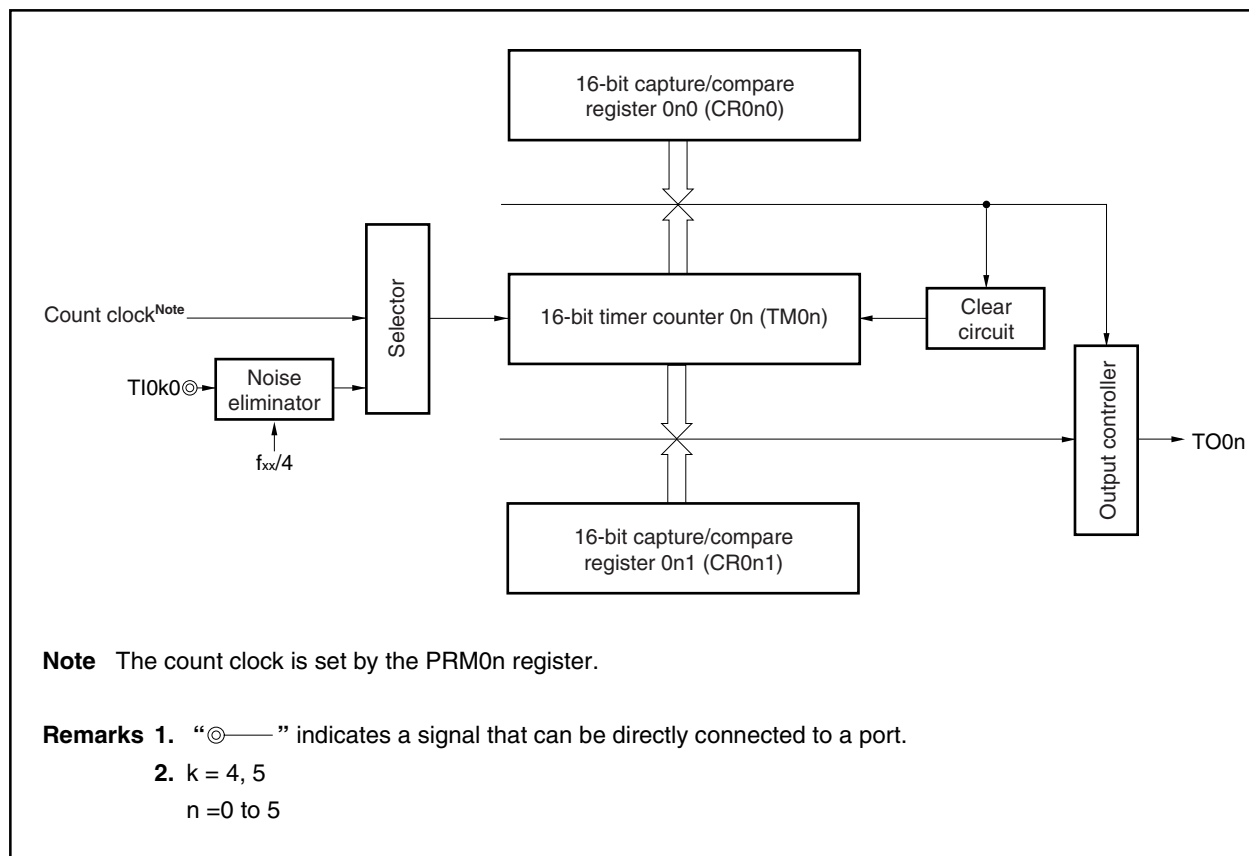 16-bit capture/compare
register 0n0 (CR0n0)
Selector
Count clockNote
16-bit timer counter 0n (TM0n)
Clear
circuit
TI0k0
Noise
eliminator
fxx/4
Output controller
TO0n
16-bit capture/compare
register 0n1 (CR0n1)
Note The count clock is set by the PRM0n register.
Remarks 1. “◎——” indicates a signal that can be directly connected to a port.
2. k = 4, 5
n =0 to 5